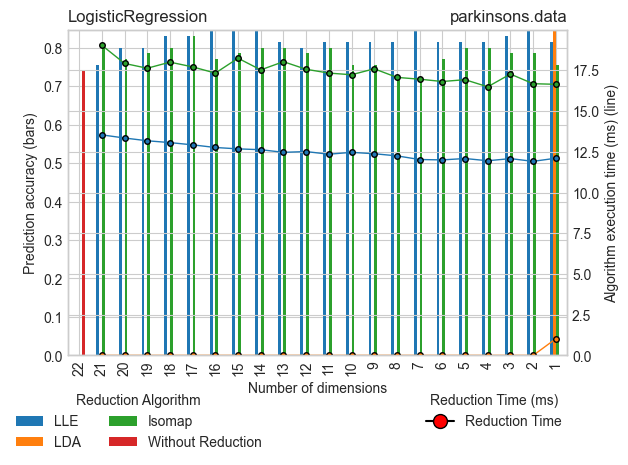 LogisticRegression parkinsons.data
Prediction accuracy (bars)
0.8
0.7
0.6
0.5
0.4
0.3
0.2
0.1
0.0
17.5
15.0
12.5
10.0
7.5
5.0
2.5
0.0
Algorithm execution time (ms) (line)
22 21 20 19 18 17 16 15 14 13 12 11 10 9 8 7 6 5 4 3 2 1
Number of dimensions
Reduction Algorithm
LLE
LDA
Isomap
Without Reduction
Reduction Time (ms)
Reduction Time